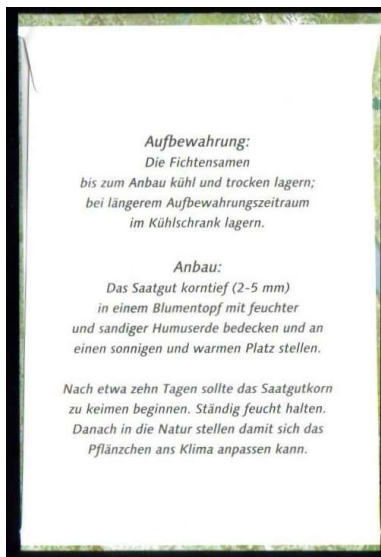 Aufbewahrung:
Die Fichtensamen
bis zum Anbau kühl und trocken lagern;
bei längerem Aufbewahrungszeitraum
im Kühlschrank lagern.
Anbau:
Das Saatgut korntief (2-5 mm)
in einem Blumentopf mit feuchter
und sandiger Humuserde bedecken und an
einen sonnigen und warmen Platz stellen.
Nach etwa zehn Tagen sollte das Saatgutkorn
zu keimen beginnen. Ständig feucht halten.
Danach in die Natur stellen damit sich das
Pflänzchen ans Klima anpassen kann.